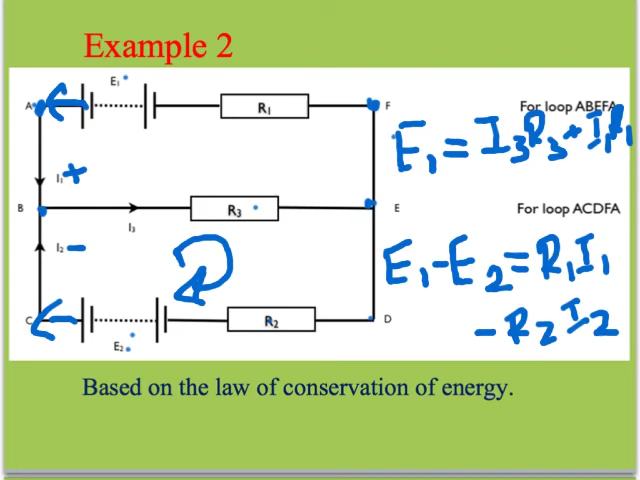 Example 2
E₁
A
R₁
F
For loop ABEFA
E₁ = I₃R₃ + I₁R₁
I₁ +
B
R₃
E
For loop ACDFA
I₃
I₂ −
E₁ - E₂ = R₁I₁
- R₂I₂
C
R₂
D
E₂
Based on the law of conservation of energy.